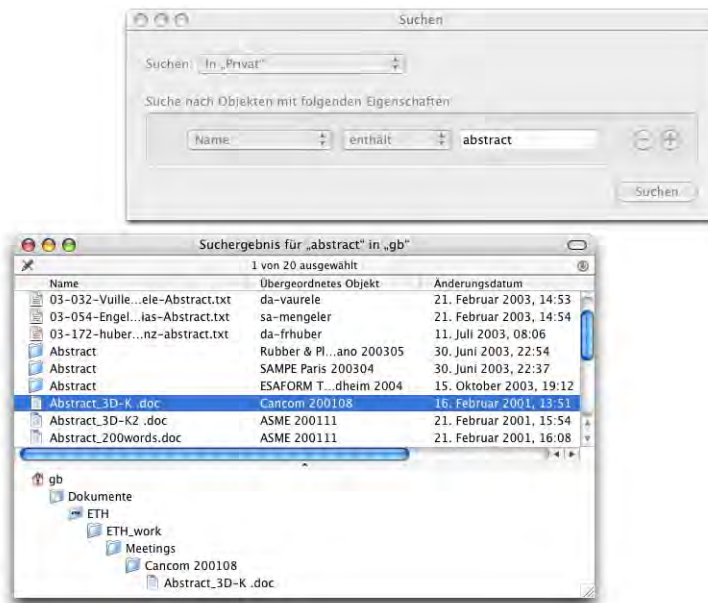 Suchen
Suchen: In „Privat“
Suche nach Objekten mit folgenden Eigenschaften
Name enthält abstract
Suchen
Suchergebnis für „abstract“ in „gb“
1 von 20 ausgewählt
Name Übergeordnetes Objekt Änderungsdatum
03-032-Vuille...ele-Abstract.txt da-vaurele 21. Februar 2003, 14:53
03-054-Engel...ias-Abstract.txt sa-mengeler 21. Februar 2003, 14:54
03-172-huber...nz-abstract.txt da-frhuber 11. Juli 2003, 08:06
Abstract Rubber & Pl...ano 200305 30. Juni 2003, 22:54
Abstract SAMPE Paris 200304 30. Juni 2003, 22:37
Abstract ESAFORM T...dheim 2004 15. Oktober 2003, 19:12
Abstract_3D-K .doc Cancom 200108 16. Februar 2001, 13:51
Abstract_3D-K2 .doc ASME 200111 21. Februar 2001, 15:54
Abstract_200words.doc ASME 200111 21. Februar 2001, 16:08
gb
Dokumente
ETH
ETH_work
Meetings
Cancom 200108
Abstract_3D-K .doc